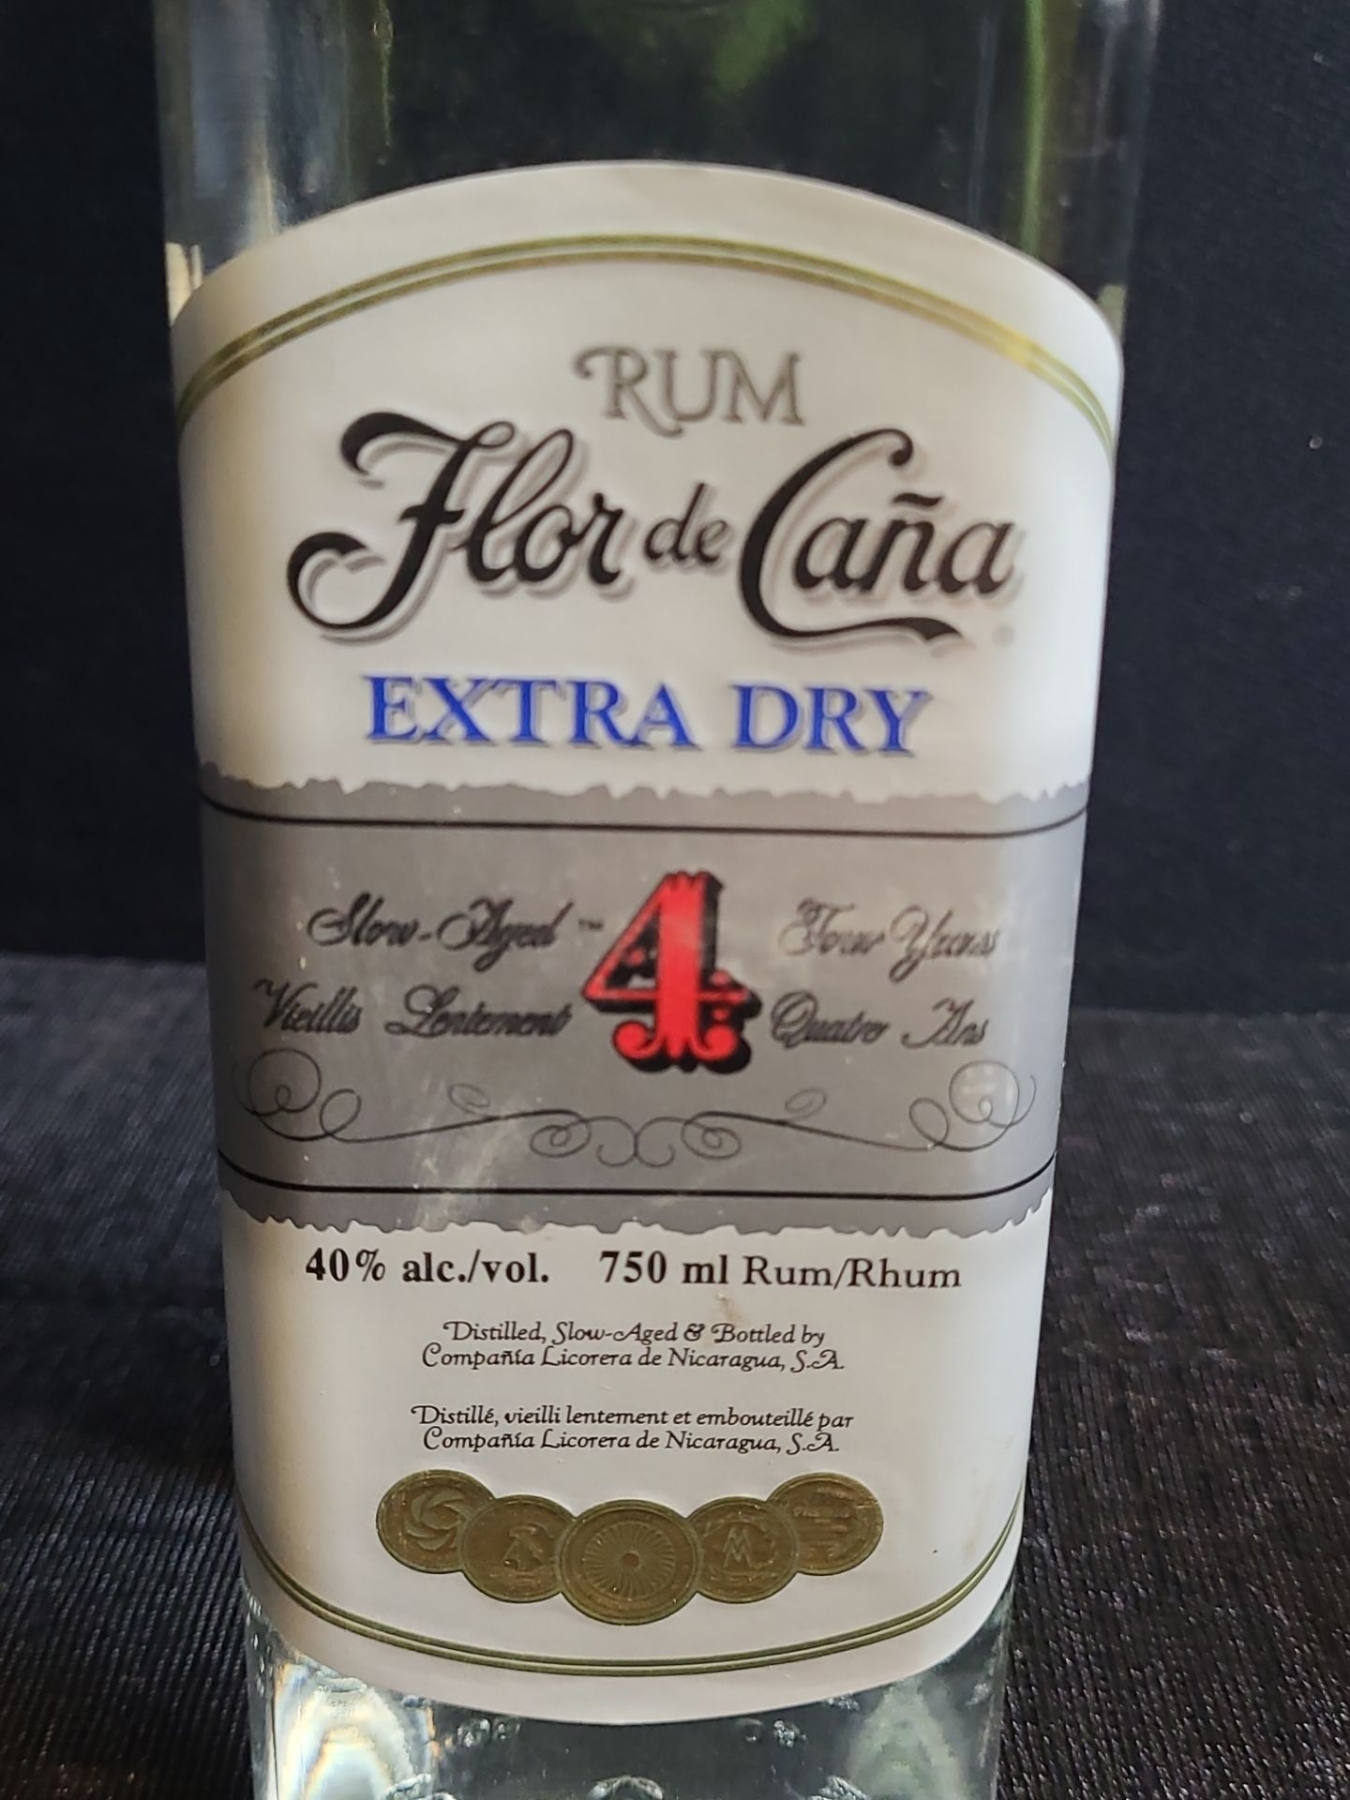 RUM
Flor de Caña
EXTRA DRY
Slow-Aged ™ 4 Four Years
Vieillis Lentement Quatre Ans
40% alc./vol. 750 ml Rum/Rhum
Distilled, Slow-Aged & Bottled by
Compañía Licorera de Nicaragua, S.A.
Distillé, vieilli lentement et embouteillé par
Compañía Licorera de Nicaragua, S.A.